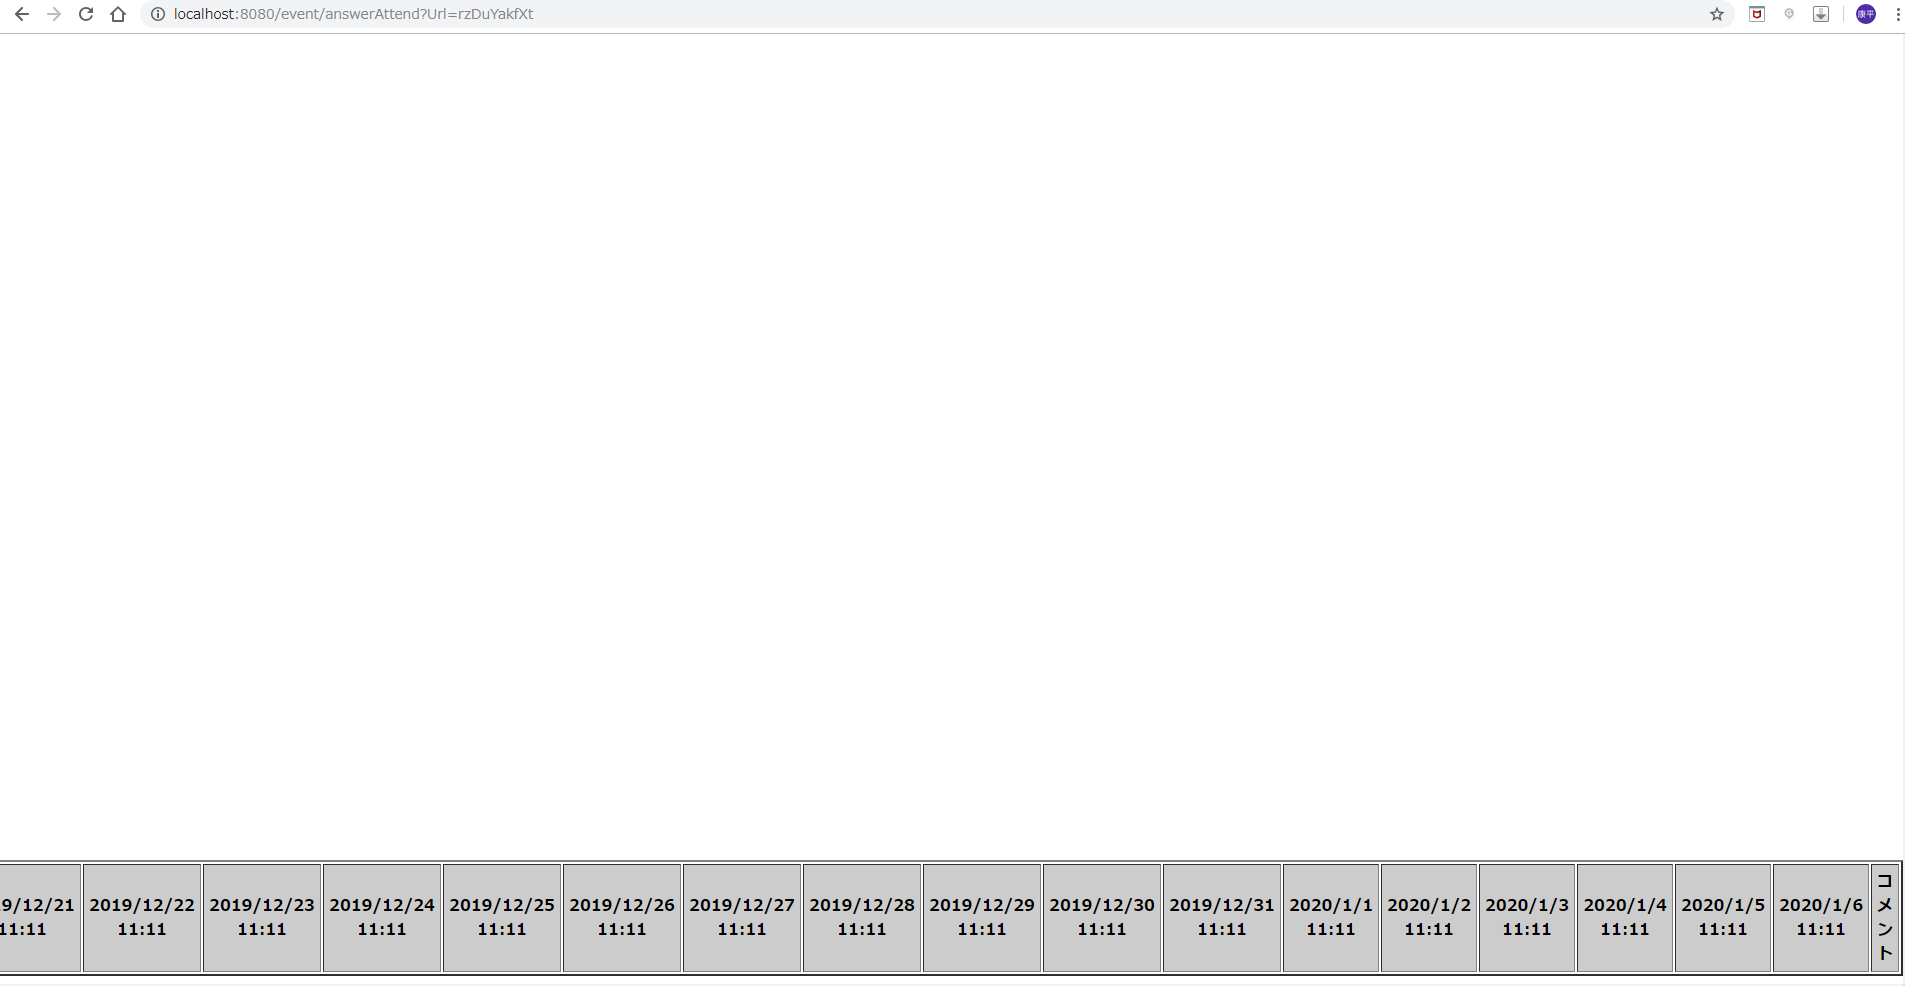 localhost:8080/event/answerAttend?Url=rzDuYakfXt
康平
9/12/21 2019/12/22 2019/12/23 2019/12/24 2019/12/25 2019/12/26 2019/12/27 2019/12/28 2019/12/29 2019/12/30 2019/12/31 2020/1/1 2020/1/2 2020/1/3 2020/1/4 2020/1/5 2020/1/6 コメント
11:11 11:11 11:11 11:11 11:11 11:11 11:11 11:11 11:11 11:11 11:11 11:11 11:11 11:11 11:11 11:11 11:11